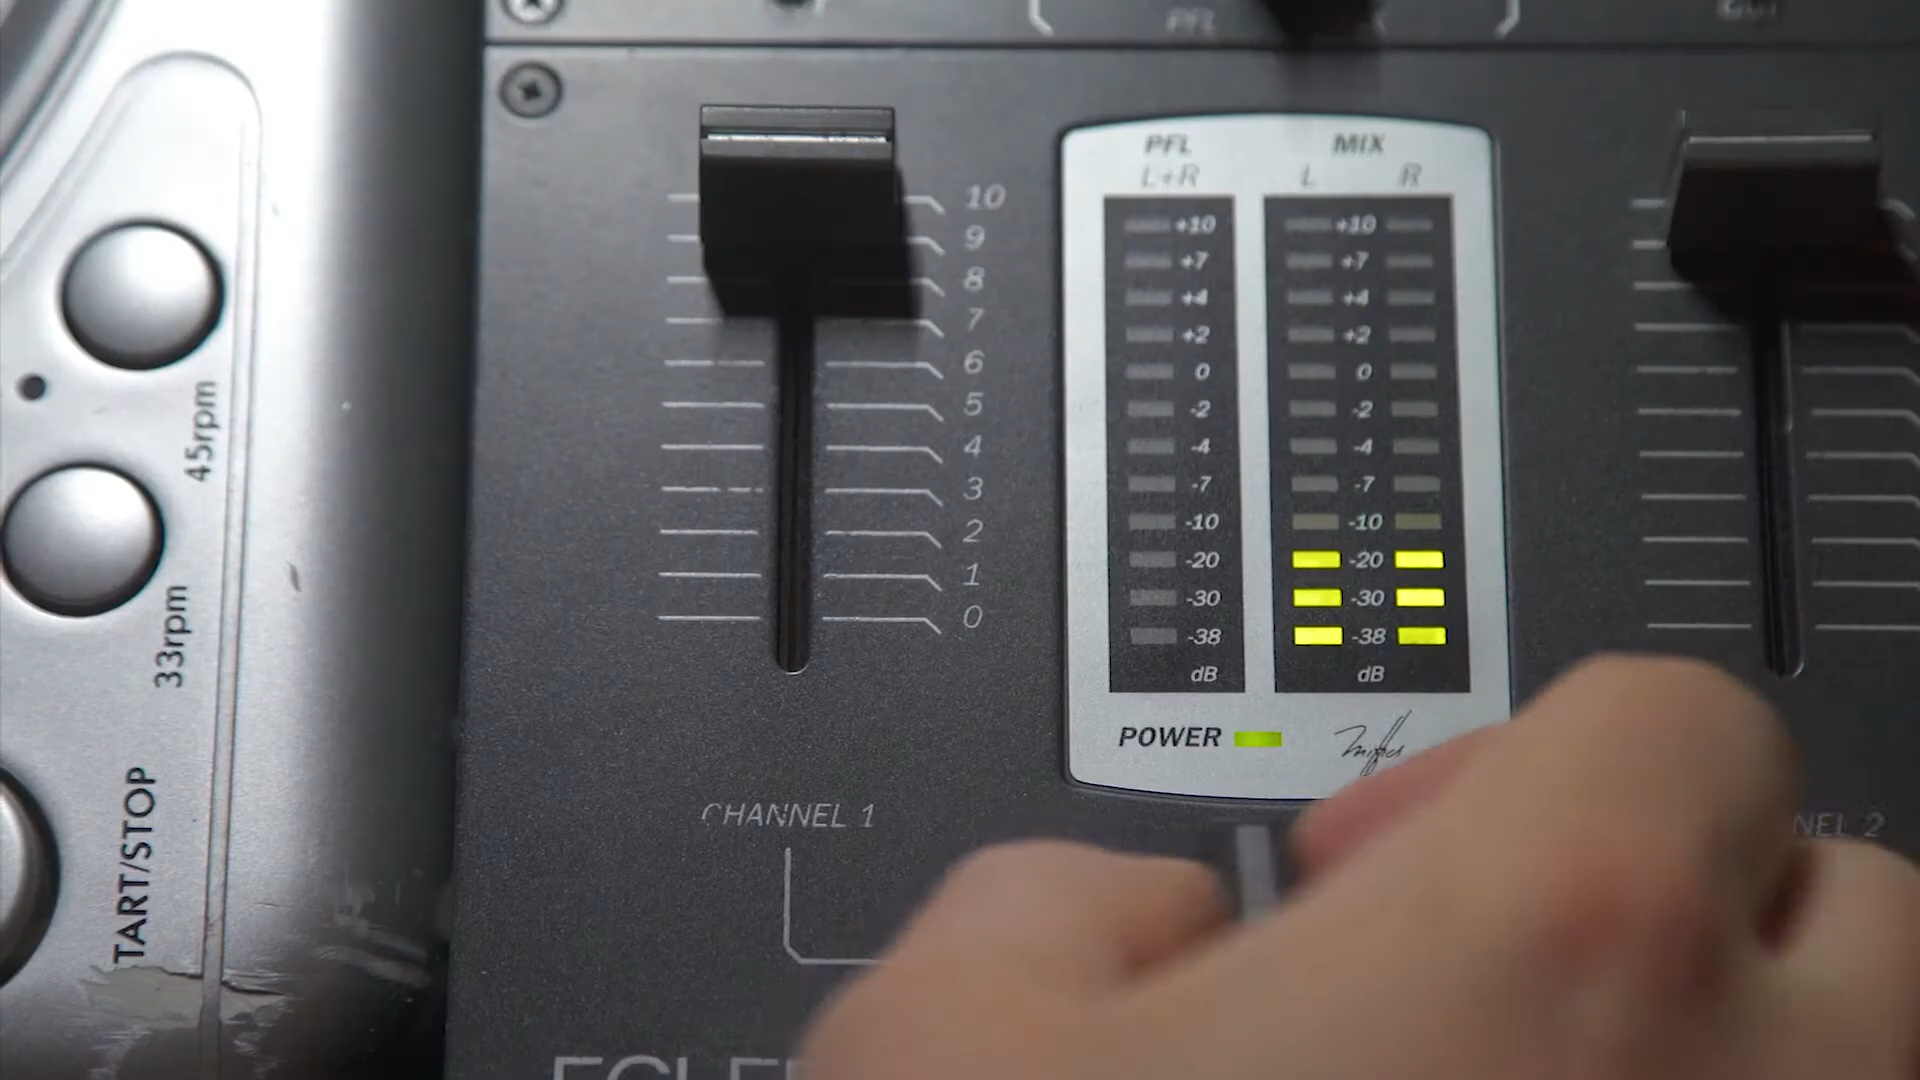 PFL
PFL MIX
L+R L R
+10 +10
+7 +7
+4 +4
+2 +2
0 0
-2 -2
-4 -4
-7 -7
-10 -10
-20 -20
-30 -30
-38 -38
dB dB
POWER
10
9
8
7
6
5
4
3
2
1
0
CHANNEL 1
NEL 2
45rpm
33rpm
TART/STOP